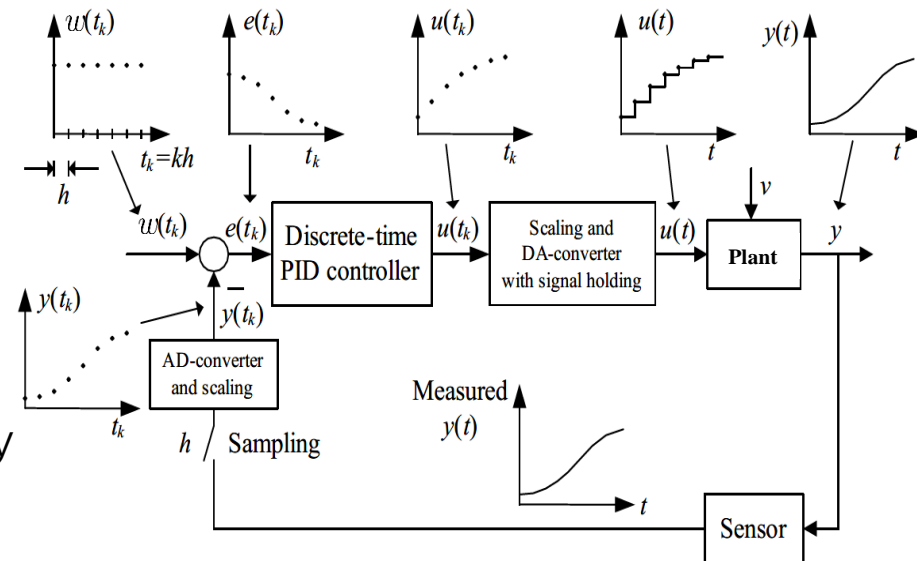 w(t_k)
e(t_k)
u(t_k)
u(t)
y(t)
t_k=kh
t_k
t_k
t
t
h
w(t_k)
e(t_k)
Discrete-time
PID controller
u(t_k)
Scaling and
DA-converter
with signal holding
u(t)
v
Plant
y
y(t_k)
t_k
−
y(t_k)
AD-converter
and scaling
h
Sampling
Measured
y(t)
t
Sensor
y